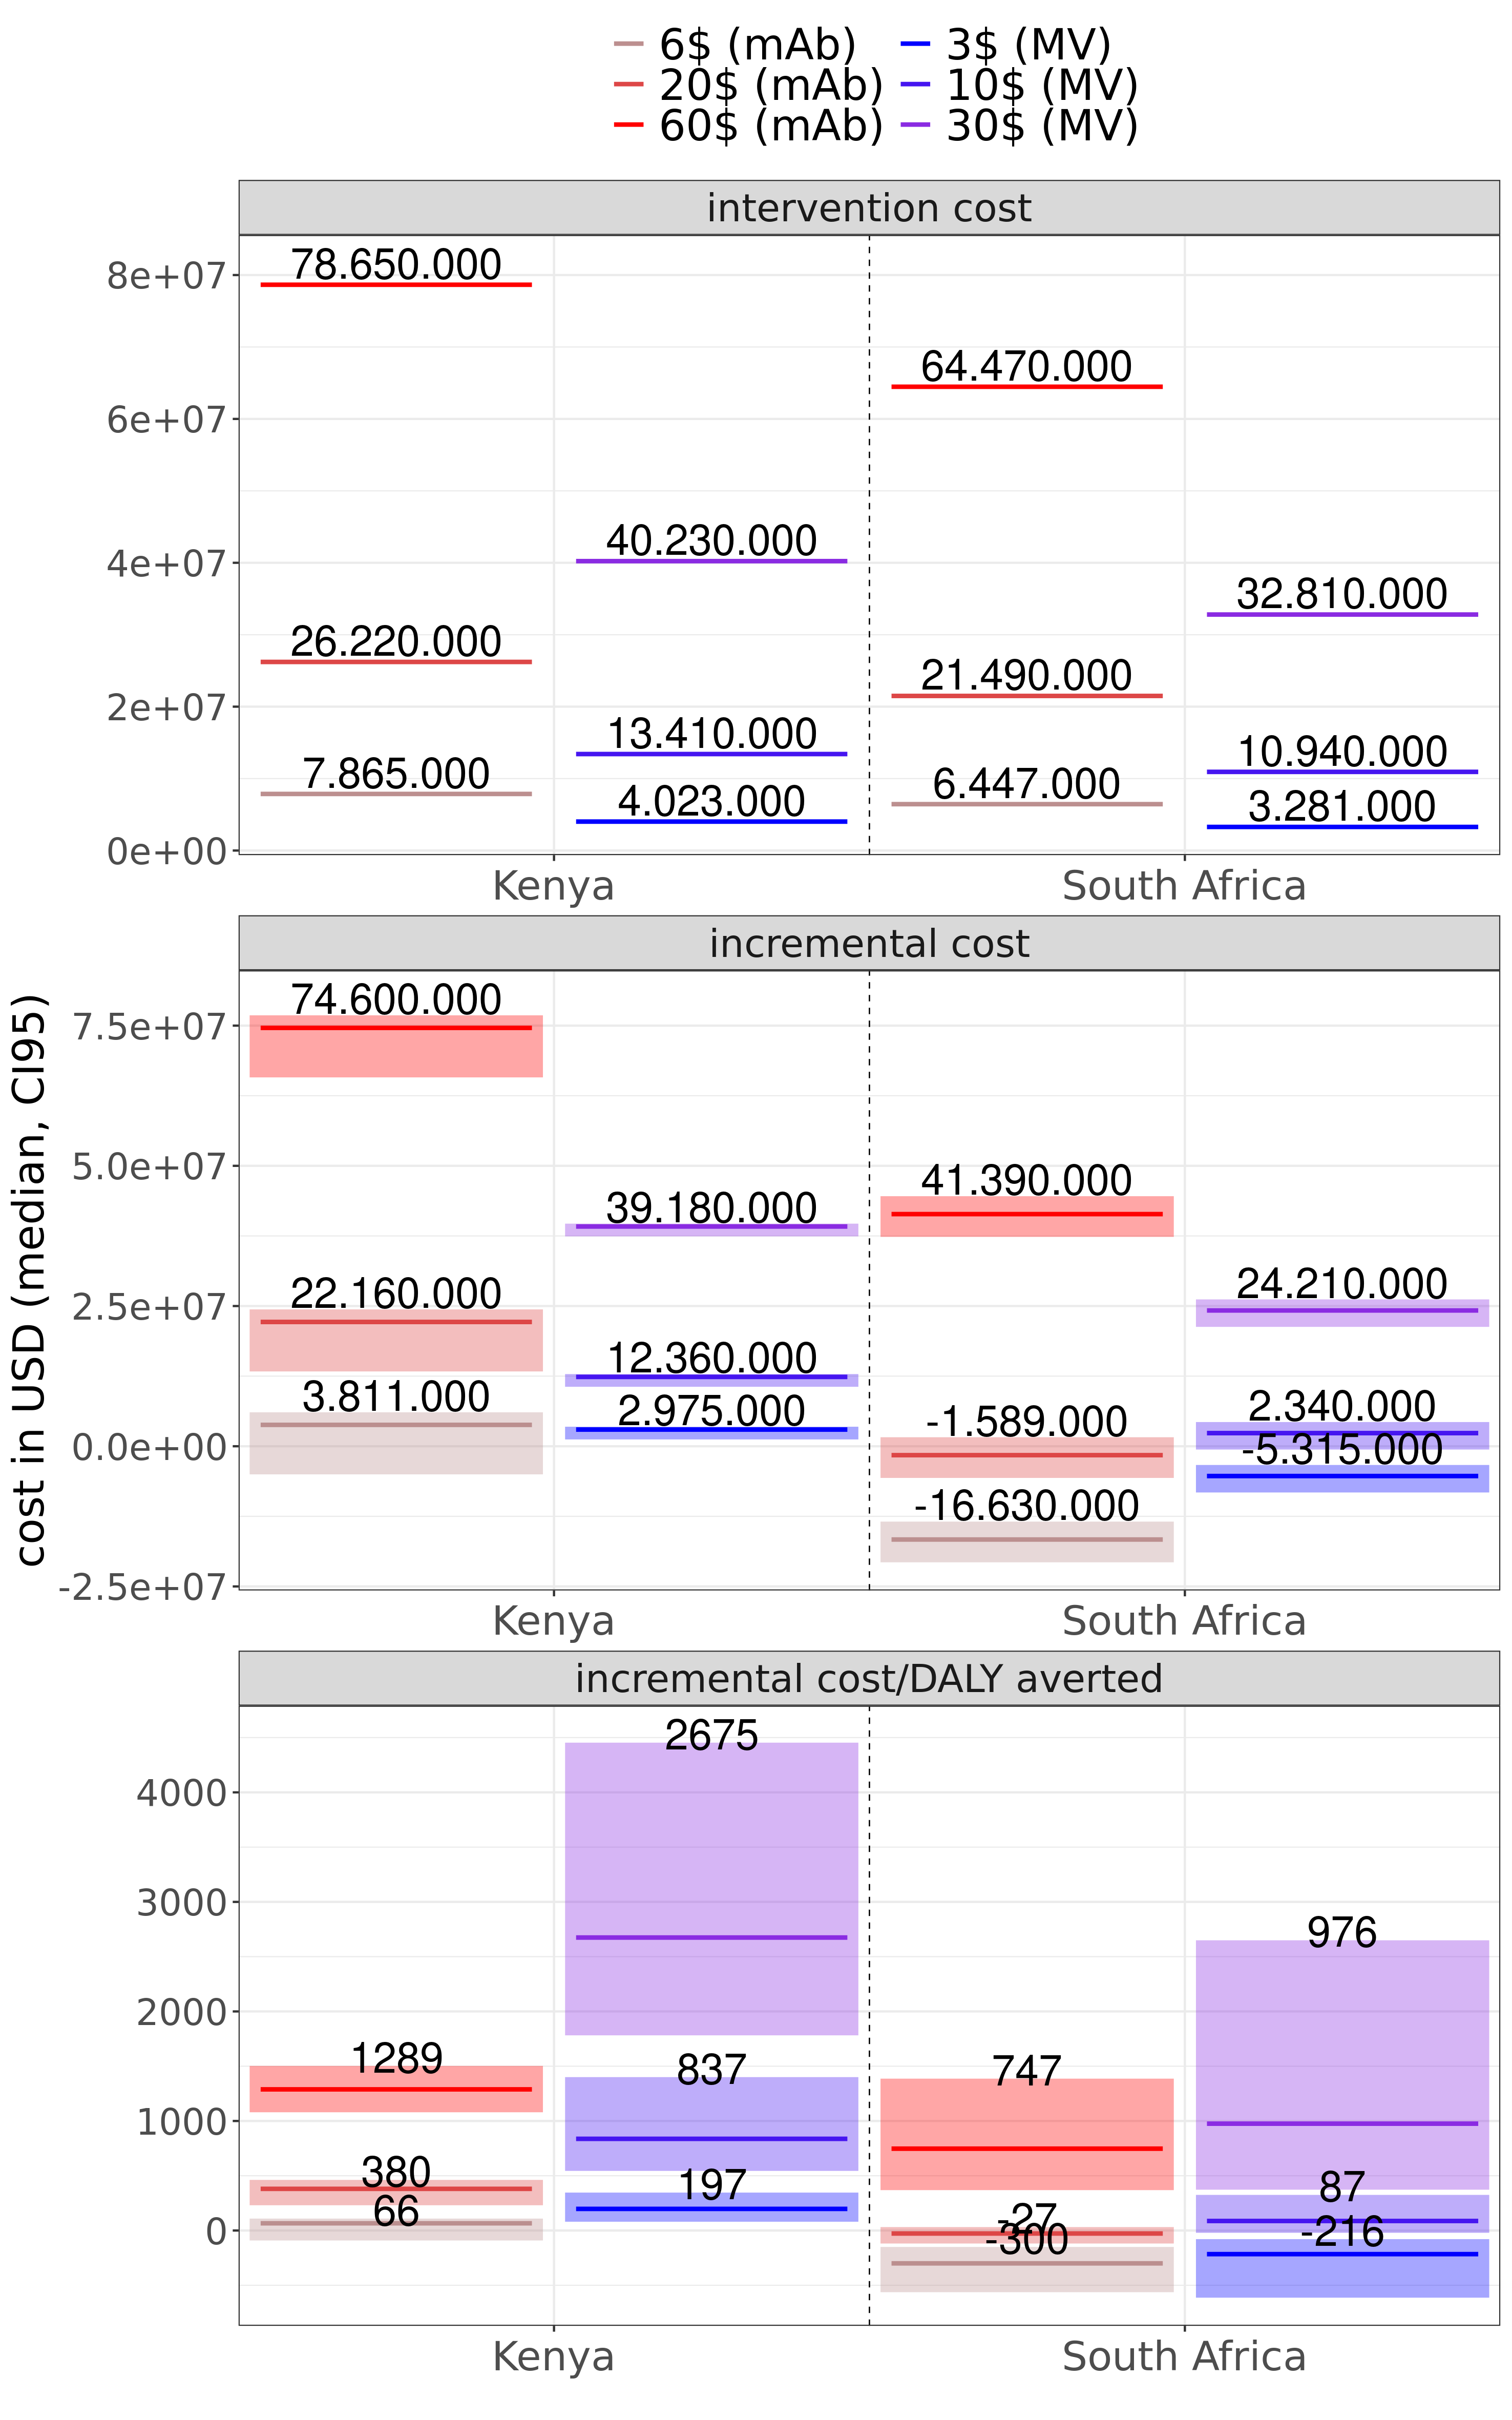 6$ (mAb) 3$ (MV)
20$ (mAb) 10$ (MV)
60$ (mAb) 30$ (MV)
cost in USD (median, CI95)
intervention cost
8e+07
6e+07
4e+07
2e+07
0e+00
78.650.000
26.220.000
7.865.000
40.230.000
13.410.000
4.023.000
64.470.000
21.490.000
6.447.000
32.810.000
10.940.000
3.281.000
Kenya South Africa
incremental cost
7.5e+07
5.0e+07
2.5e+07
0.0e+00
-2.5e+07
74.600.000
22.160.000
3.811.000
39.180.000
12.360.000
2.975.000
41.390.000
-1.589.000
-16.630.000
24.210.000
2.340.000
-5.315.000
Kenya South Africa
incremental cost/DALY averted
4000
3000
2000
1000
0
1289
380
66
2675
837
197
747
-27
-300
976
87
-216
Kenya South Africa